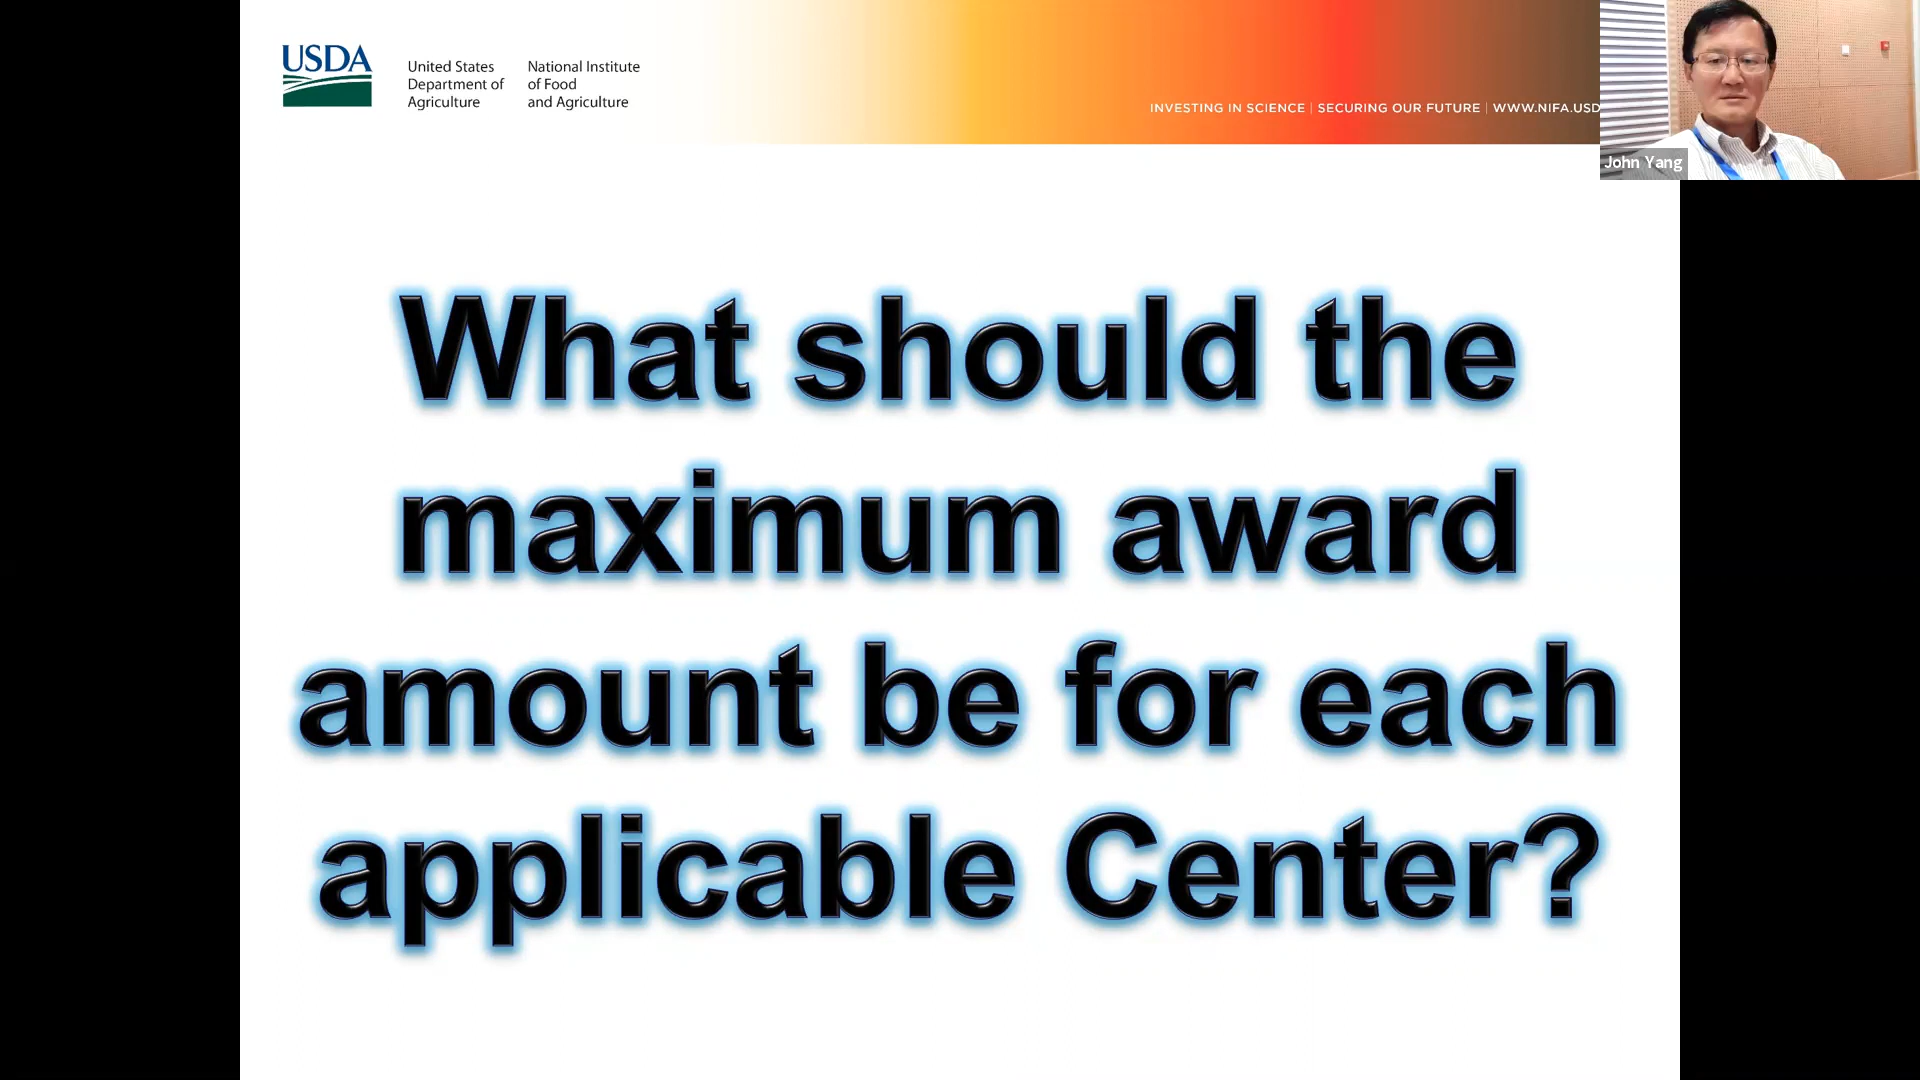 USDA
United States
Department of
Agriculture
National Institute
of Food
and Agriculture
INVESTING IN SCIENCE | SECURING OUR FUTURE | WWW.NIFA.USD
John Yang
What should the
maximum award
amount be for each
applicable Center?